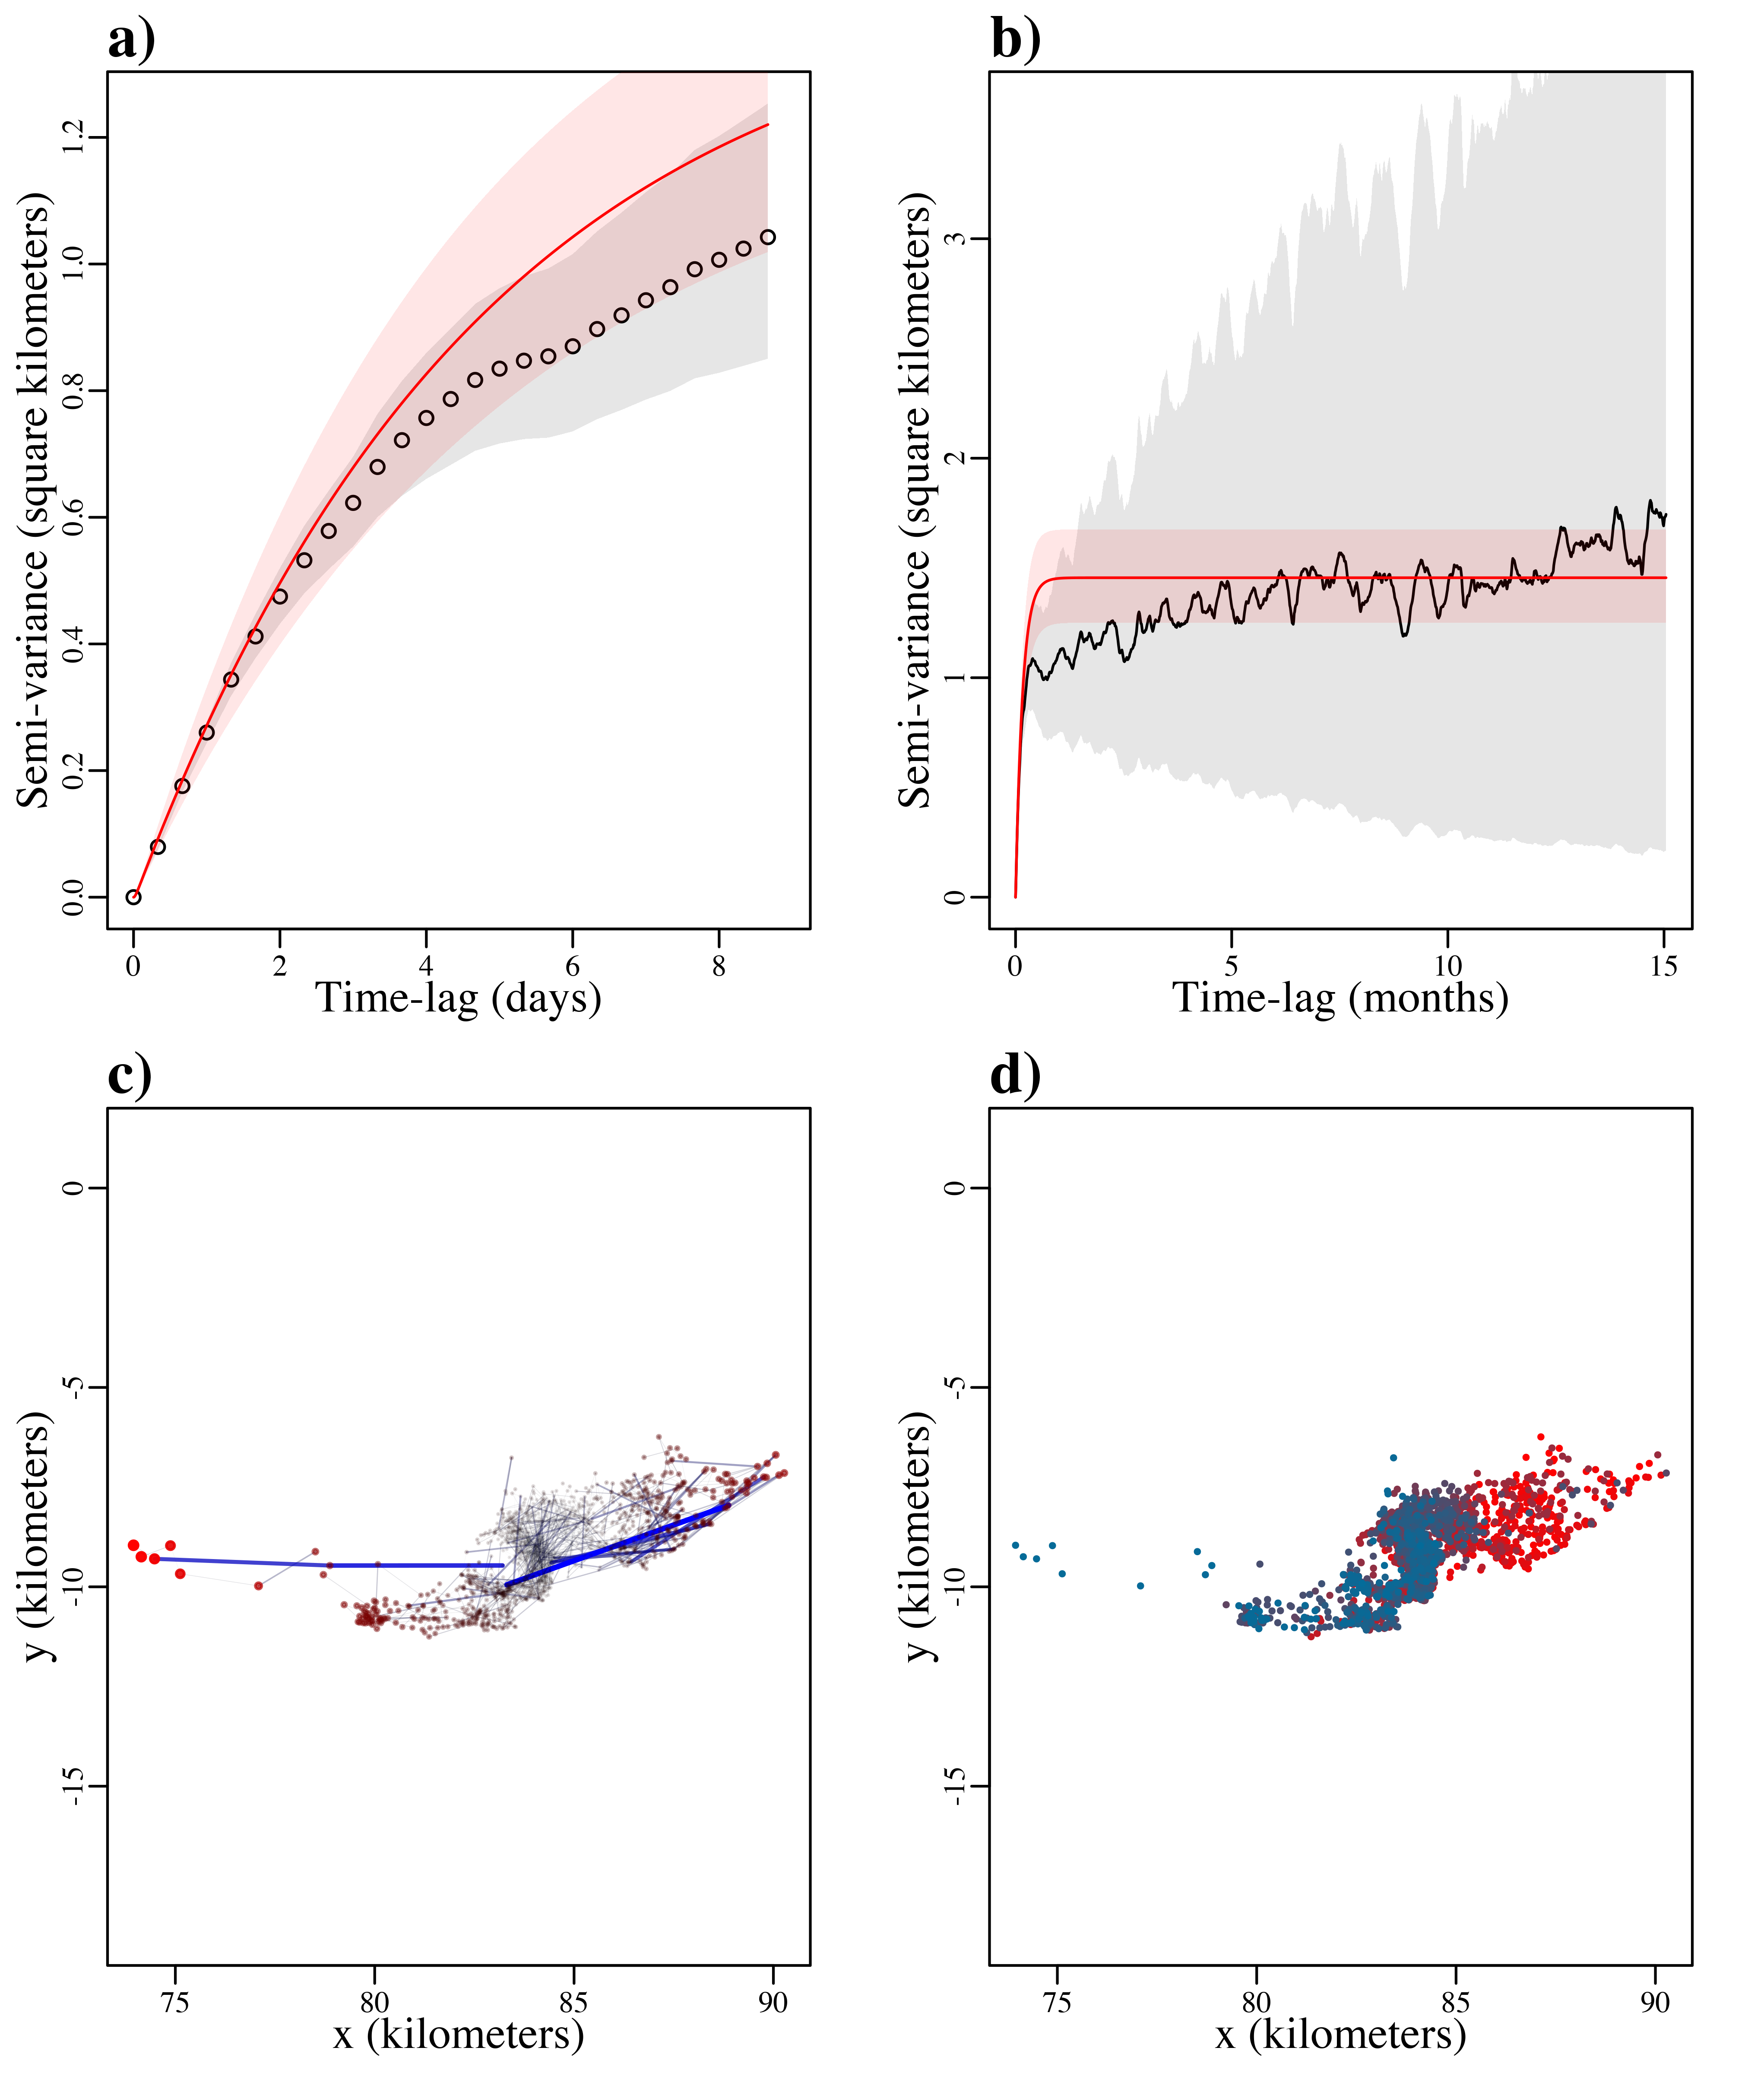 a)
Semi-variance (square kilometers)
0.0 0.2 0.4 0.6 0.8 1.0 1.2
0 2 4 6 8
Time-lag (days)
b)
Semi-variance (square kilometers)
0 1 2 3
0 5 10 15
Time-lag (months)
c)
y (kilometers)
-15 -10 -5 0
75 80 85 90
x (kilometers)
d)
y (kilometers)
-15 -10 -5 0
75 80 85 90
x (kilometers)